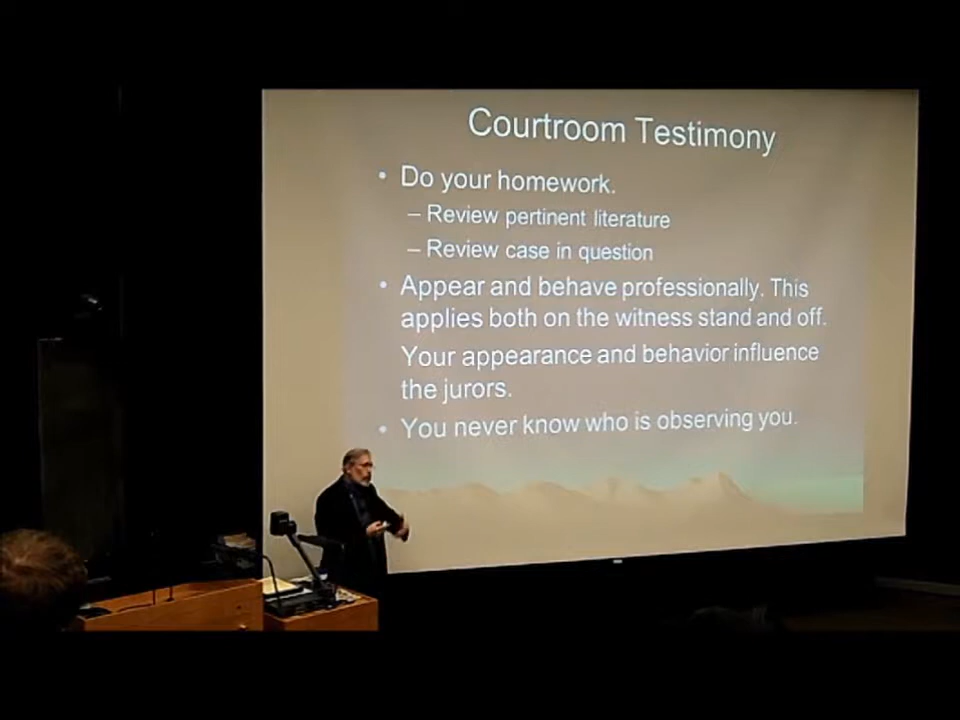 Courtroom Testimony
• Do your homework.
– Review pertinent literature
– Review case in question
• Appear and behave professionally. This
applies both on the witness stand and off.
Your appearance and behavior influence
the jurors.
• You never know who is observing you.